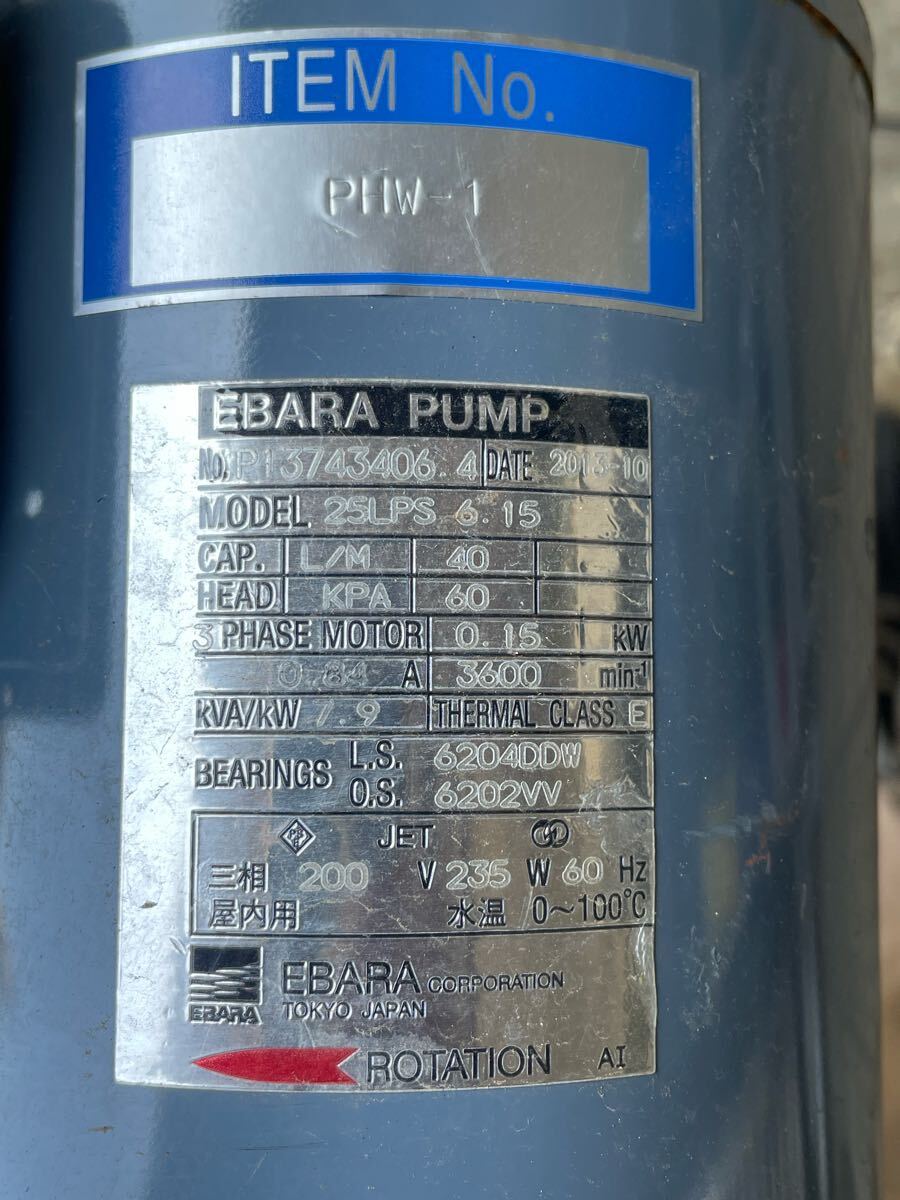 ITEM No.
PHW-1
EBARA PUMP
No. P13743406.4 DATE 2013-10
MODEL 25LPS 6.15
CAP. L/M 40
HEAD KPA 60
3 PHASE MOTOR 0.15 kW
0.84 A 3600 min-1
kVA/kW 7.9 THERMAL CLASS E
BEARINGS L.S. 6204DDW
O.S. 6202VV
JET
三相 200 V 235 W 60 Hz
屋内用 水温 0~100℃
EBARA CORPORATION
EBARA TOKYO JAPAN
ROTATION AI